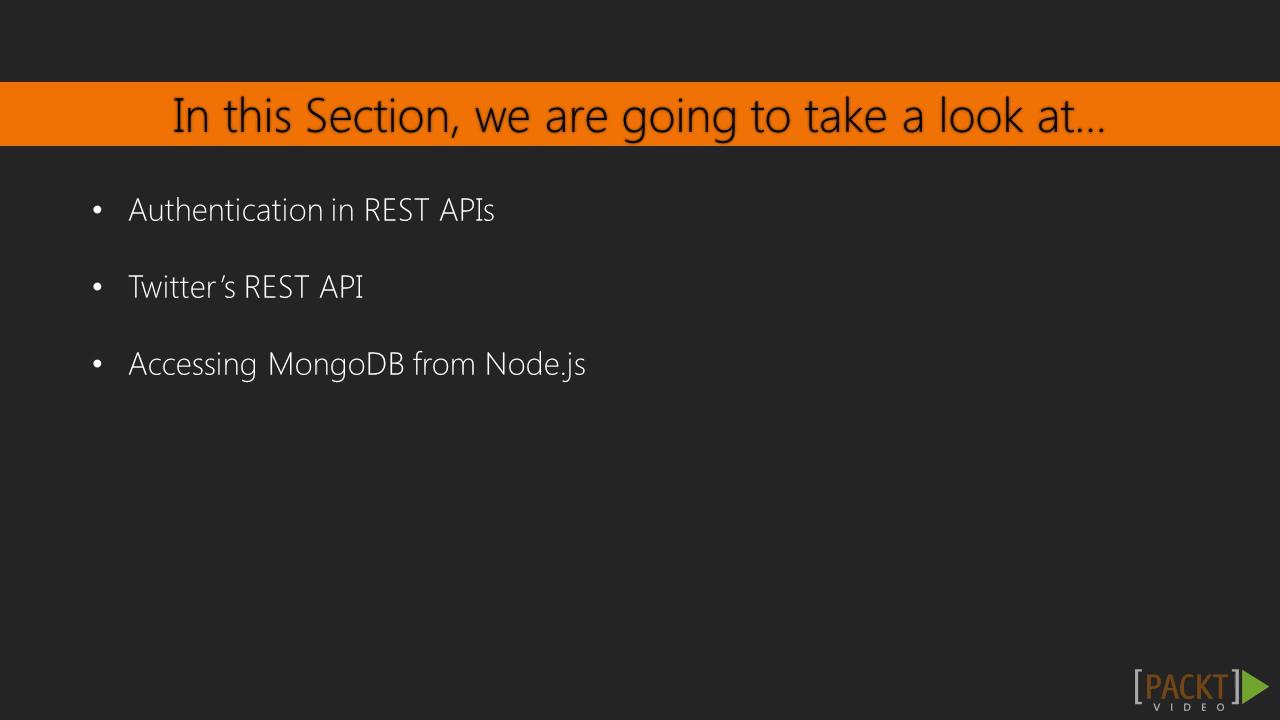 In this Section, we are going to take a look at...
• Authentication in REST APIs
• Twitter's REST API
• Accessing MongoDB from Node.js
[PACKT]
VIDEO